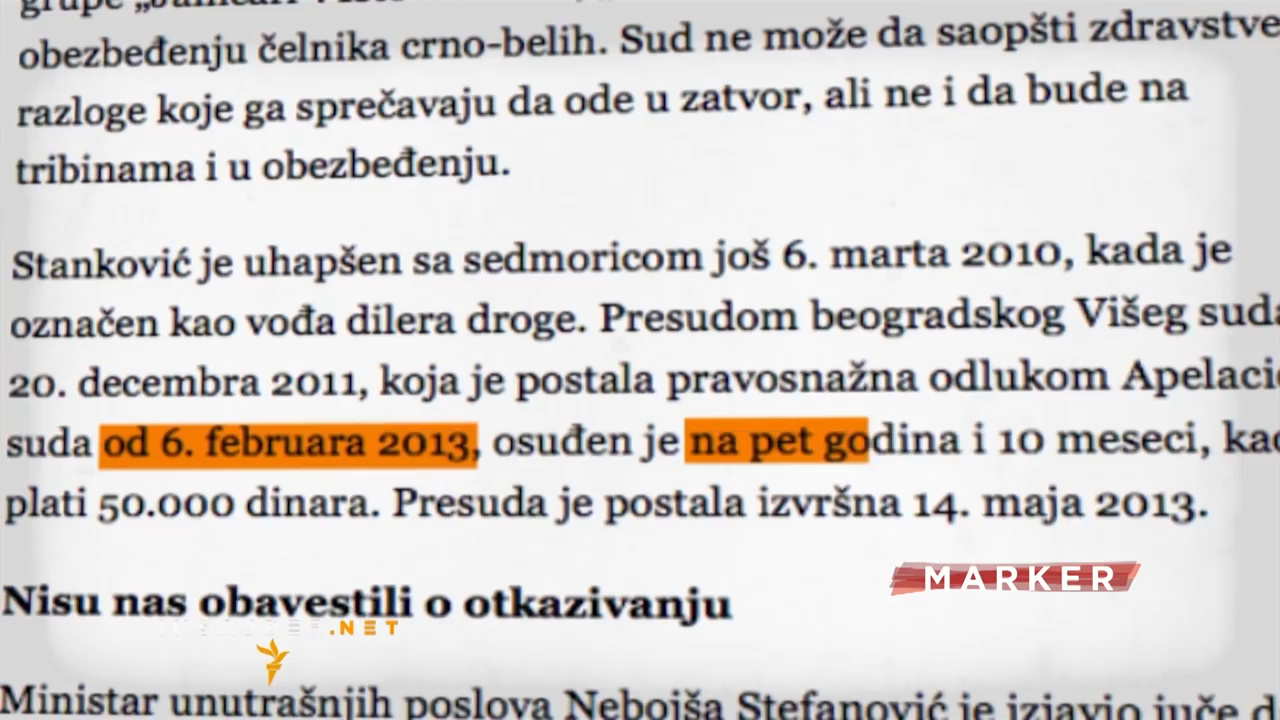 obezbeđenju čelnika crno-belih. Sud ne može da saopšti zdravstve
razloge koje ga sprečavaju da ode u zatvor, ali ne i da bude na
tribinama i u obezbeđenju.
Stanković je uhapšen sa sedmoricom još 6. marta 2010, kada je
označen kao vođa dilera droge. Presudom beogradskog Višeg suda
20. decembra 2011, koja je postala pravosnažna odlukom Apelacio
suda od 6. februara 2013, osuđen je na pet godina i 10 meseci, kao
plati 50.000 dinara. Presuda je postala izvršna 14. maja 2013.
MARKER
Nisu nas obavestili o otkazivanju
.NET
Ministar unutrašnjih poslova Nebojša Stefanović je izjavio juče d